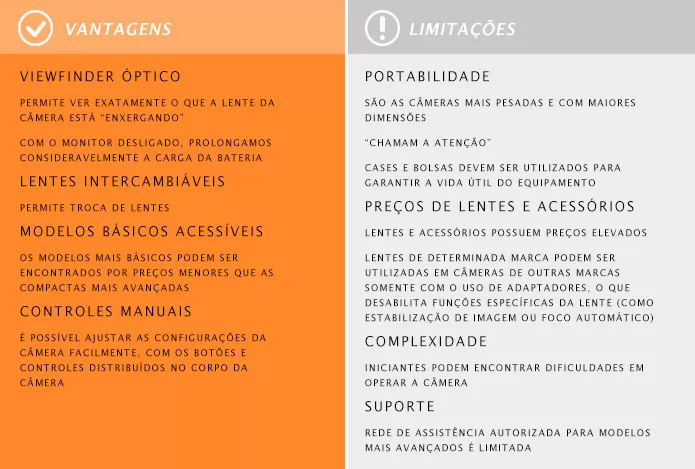 VANTAGENS
VIEWFINDER ÓPTICO
PERMITE VER EXATAMENTE O QUE A LENTE DA
CÂMERA ESTÁ “ENXERGANDO”
COM O MONITOR DESLIGADO, PROLONGAMOS
CONSIDERAVELMENTE A CARGA DA BATERIA
LENTES INTERCAMBIÁVEIS
PERMITE TROCA DE LENTES
MODELOS BÁSICOS ACESSÍVEIS
OS MODELOS MAIS BÁSICOS PODEM SER
ENCONTRADOS POR PREÇOS MENORES QUE AS
COMPACTAS MAIS AVANÇADAS
CONTROLES MANUAIS
É POSSÍVEL AJUSTAR AS CONFIGURAÇÕES DA
CÂMERA FACILMENTE, COM OS BOTÕES E
CONTROLES DISTRIBUÍDOS NO CORPO DA
CÂMERA
LIMITAÇÕES
PORTABILIDADE
SÃO AS CÂMERAS MAIS PESADAS E COM MAIORES
DIMENSÕES
“CHAMAM A ATENÇÃO”
CASES E BOLSAS DEVEM SER UTILIZADOS PARA
GARANTIR A VIDA ÚTIL DO EQUIPAMENTO
PREÇOS DE LENTES E ACESSÓRIOS
LENTES E ACESSÓRIOS POSSUEM PREÇOS ELEVADOS
LENTES DE DETERMINADA MARCA PODEM SER
UTILIZADAS EM CÂMERAS DE OUTRAS MARCAS
SOMENTE COM O USO DE ADAPTADORES, O QUE
DESABILITA FUNÇÕES ESPECÍFICAS DA LENTE (COMO
ESTABILIZAÇÃO DE IMAGEM OU FOCO AUTOMÁTICO)
COMPLEXIDADE
INICIANTES PODEM ENCONTRAR DIFICULDADES EM
OPERAR A CÂMERA
SUPORTE
REDE DE ASSISTÊNCIA AUTORIZADA PARA MODELOS
MAIS AVANÇADOS É LIMITADA